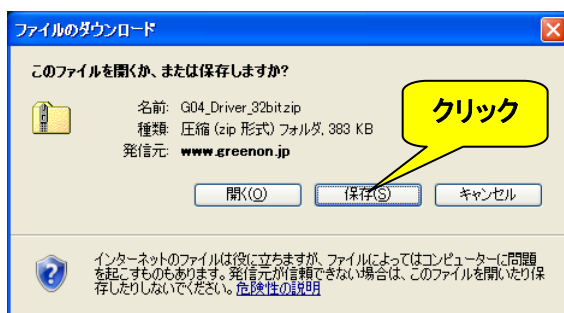 ファイルのダウンロード
このファイルを開くか、または保存しますか?
クリック
名前: G04_Driver_32bit.zip
種類: 圧縮 (zip 形式) フォルダ, 383 KB
発信元: www.greenon.jp
開く(O) 保存(S) キャンセル
インターネットのファイルは役に立ちますが、ファイルによってはコンピューターに問題
を起こすものもあります。発信元が信頼できない場合は、このファイルを開いたり保
存したりしないでください。危険性の説明